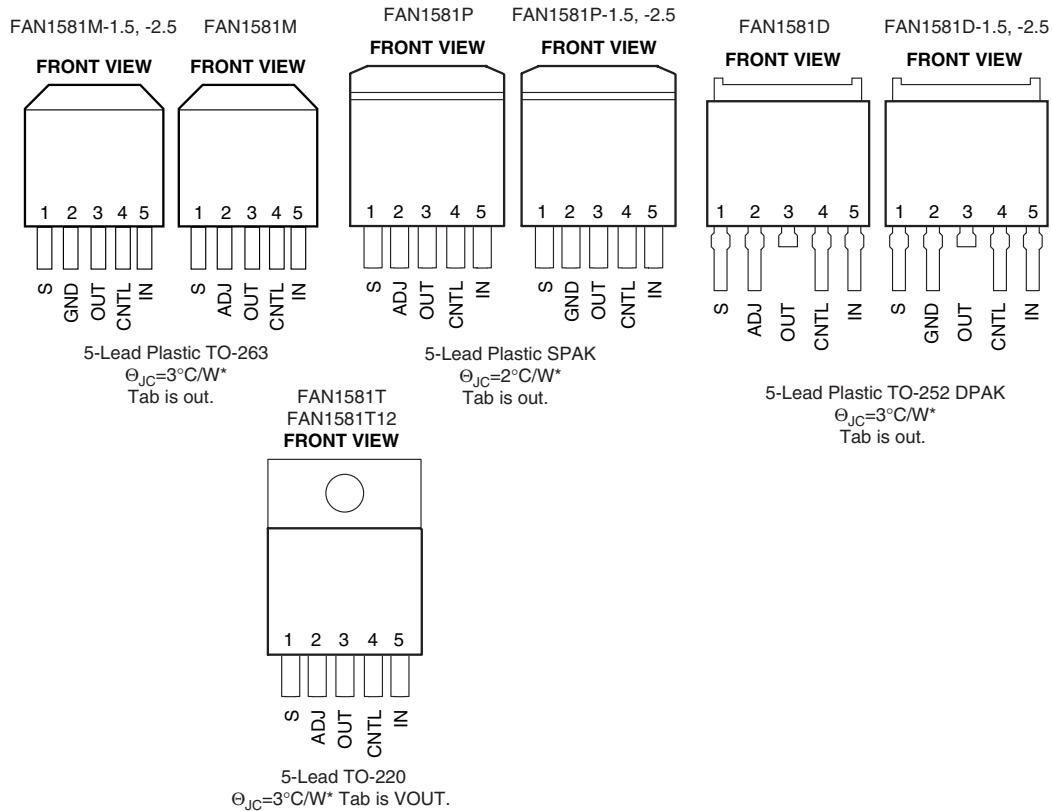 FAN1581M-1.5, -2.5
FRONT VIEW
1 2 3 4 5
S
GND
OUT
CNTL
IN
FAN1581M
FRONT VIEW
1 2 3 4 5
S
ADJ
OUT
CNTL
IN
5-Lead Plastic TO-263
Θ_JC=3°C/W*
Tab is out.
FAN1581P
FRONT VIEW
1 2 3 4 5
S
ADJ
OUT
CNTL
IN
FAN1581P-1.5, -2.5
FRONT VIEW
1 2 3 4 5
S
GND
OUT
CNTL
IN
5-Lead Plastic SPAK
Θ_JC=2°C/W*
Tab is out.
FAN1581D
FRONT VIEW
1 2 3 4 5
S
ADJ
OUT
CNTL
IN
FAN1581D-1.5, -2.5
FRONT VIEW
1 2 3 4 5
S
GND
OUT
CNTL
IN
5-Lead Plastic TO-252 DPAK
Θ_JC=3°C/W*
Tab is out.
FAN1581T
FAN1581T12
FRONT VIEW
1 2 3 4 5
S
ADJ
OUT
CNTL
IN
5-Lead TO-220
Θ_JC=3°C/W* Tab is VOUT.